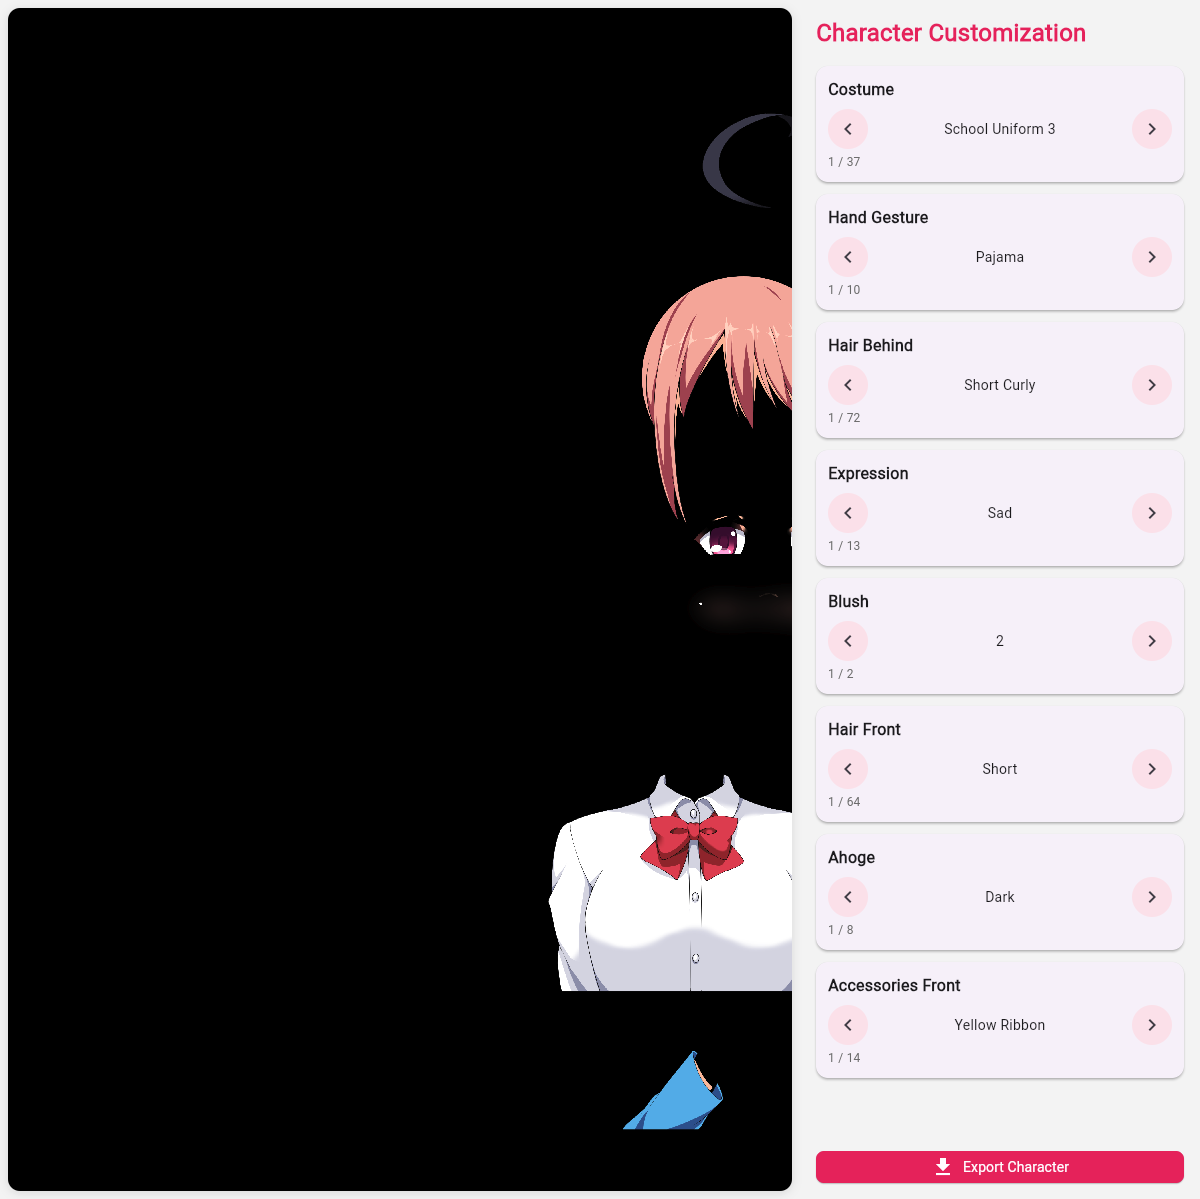 Character Customization
Costume
School Uniform 3
1 / 37
Hand Gesture
Pajama
1 / 10
Hair Behind
Short Curly
1 / 72
Expression
Sad
1 / 13
Blush
2
1 / 2
Hair Front
Short
1 / 64
Ahoge
Dark
1 / 8
Accessories Front
Yellow Ribbon
1 / 14
Export Character